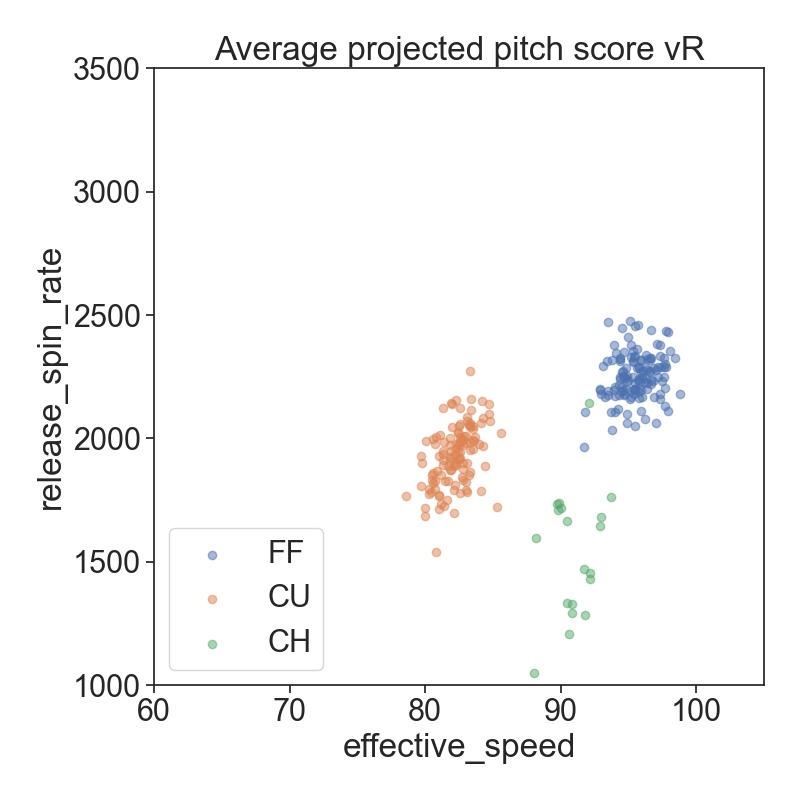 Average projected pitch score vR
3500
3000
2500
2000
1500
1000
release_spin_rate
FF
CU
CH
60 70 80 90 100
effective_speed